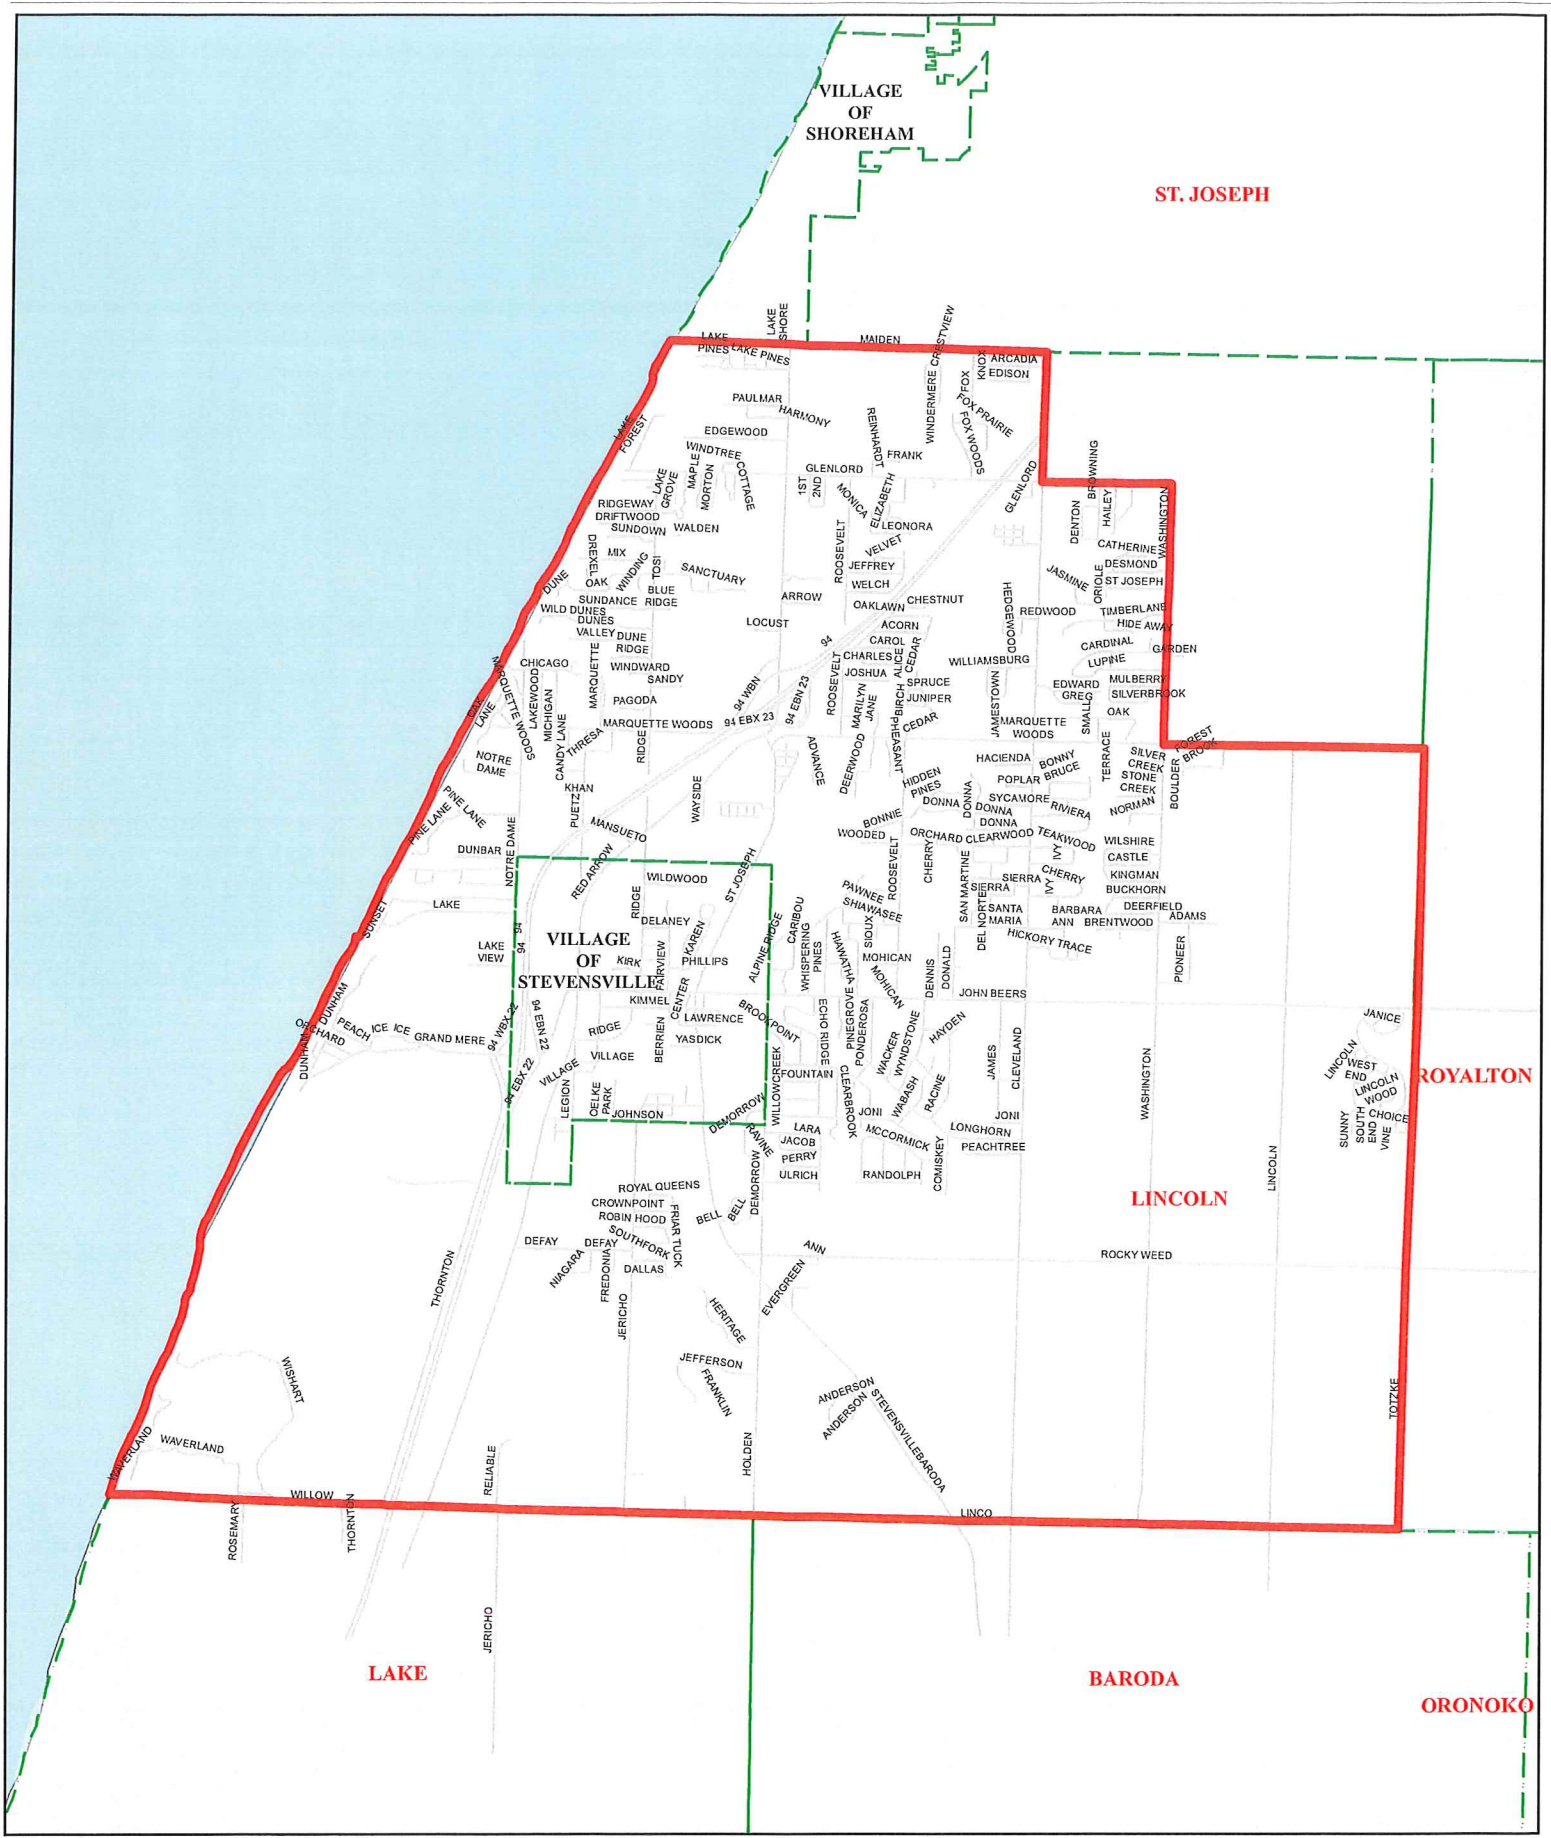 VILLAGE
OF
SHOREHAM
ST. JOSEPH
LAKE
SHORE
LAKE
PINES
LAKE PINES
MAIDEN
CRESTVIEW
WINDERMERE
KNOX
ARCADIA
EDISON
FOX
FOX PRAIRIE
FOX WOODS
PAULMAR
HARMONY
REINHARDT
LAKE
FOREST
EDGEWOOD
WINDTREE
FRANK
MAPLE
MORTON
COTTAGE
LAKE
GROVE
GLENLORD
1ST
2ND
MONICA
ELIZABETH
GLENLORD
BROWNING
DENTON
HAILEY
WASHINGTON
RIDGEWAY
DRIFTWOOD
SUNDOWN
WALDEN
LEONORA
ROOSEVELT
VELVET
CATHERINE
DREXEL
MIX
WINDING
TOSI
SANCTUARY
JEFFREY
DESMOND
JASMINE
ORIOLE
ST JOSEPH
DUNE
OAK
BLUE
RIDGE
WELCH
ARROW
SUNDANCE
WILD DUNES
DUNES
VALLEY
DUNE
RIDGE
LOCUST
OAKLAWN
CHESTNUT
HEDGEWOOD
REDWOOD
TIMBERLANE
HIDE AWAY
ACORN
CAROL
94
CARDINAL
GARDEN
CHARLES
ALICE
CEDAR
WILLIAMSBURG
LUPINE
CHICAGO
MARQUETTE
WINDWARD
SANDY
JOSHUA
ROOSEVELT
MARQUETTE WOODS
LAKEWOOD
MICHIGAN
PAGODA
94 WBN
94 EBN 23
MARILYN
JANE
BIRCH
SPRUCE
JUNIPER
JAMESTOWN
EDWARD
GREG
SMALL
MULBERRY
SILVERBROOK
OAK
LANE
CANDY LANE
THRESA
MARQUETTE WOODS
94 EBX 23
CEDAR
MARQUETTE
WOODS
RIDGE
ADVANCE
DEERWOOD
PHEASANT
TERRACE
FOREST
BROOK
NOTRE
DAME
HACIENDA
BONNY
BRUCE
SILVER
CREEK
STONE
CREEK
BOULDER
KHAN
PUETZ
WAYSIDE
HIDDEN
PINES
POPLAR
PINE LANE
PINE LANE
DONNA
DONNA
SYCAMORE
DONNA
RIVIERA
NORMAN
MANSUETO
BONNIE
DONNA
NOTRE DAME
WOODED
ORCHARD
CLEARWOOD
TEAKWOOD
WILSHIRE
DUNBAR
RED ARROW
ST JOSEPH
ROOSEVELT
CHERRY
IVY
CASTLE
WILDWOOD
SAN MARTINE
SIERRA
SIERRA
CHERRY
IVY
KINGMAN
BUCKHORN
LAKE
RIDGE
PAWNEE
SHIAWASEE
SANTA
MARIA
DEL NORTE
BARBARA
ANN
DEERFIELD
BRENTWOOD
ADAMS
SUNSET
DELANEY
KAREN
CARIBOU
SIOUX
HICKORY TRACE
94
94
VILLAGE
OF
STEVENSVILLE
LAKE
VIEW
KIRK
FAIRVIEW
PHILLIPS
ALPINE RIDGE
WHISPERING
PINES
HIAWATHA
MOHICAN
MOHICAN
DENNIS
DONALD
PIONEER
KIMMEL
CENTER
JOHN BEERS
DUNHAM
94 WBX 22
94 EBN 22
LAWRENCE
BROOKPOINT
ECHO RIDGE
PINEGROVE
PONDEROSA
WACKER
WYNDSTONE
HAYDEN
JANICE
ORCHARD
PEACH
ICE
ICE
GRAND MERE
RIDGE
BERRIEN
YASDICK
JAMES
CLEVELAND
DUNHAM
VILLAGE
VILLAGE
94 EBX 22
FOUNTAIN
WILLOWCREEK
CLEARBROOK
WABASH
RACINE
WASHINGTON
LINCOLN
WEST
END
LINCOLN
WOOD
ROYALTON
LEGION
OELKE
PARK
JOHNSON
DEMORROW
JONI
JONI
CHOICE
SUNNY
SOUTH
END
VINE
RAVINE
LARA
JACOB
PERRY
ULRICH
MCCORMICK
LONGHORN
PEACHTREE
RANDOLPH
COMISKEY
LINCOLN
LINCOLN
ROYAL QUEENS
CROWNPOINT
ROBIN HOOD
FRIAR TUCK
DEMORROW
BELL
BELL
DEFAY
DEFAY
SOUTHFORK
NIAGARA
FREDONIA
DALLAS
ANN
EVERGREEN
ROCKY WEED
THORNTON
JERICHO
HERITAGE
JEFFERSON
FRANKLIN
WISHART
ANDERSON
ANDERSON
STEVENSVILLEBARODA
TOTZKE
WAVERLAND
WAVERLAND
RELIABLE
HOLDEN
WILLOW
LINCO
ROSEMARY
THORNTON
JERICHO
LAKE
BARODA
ORONOKO